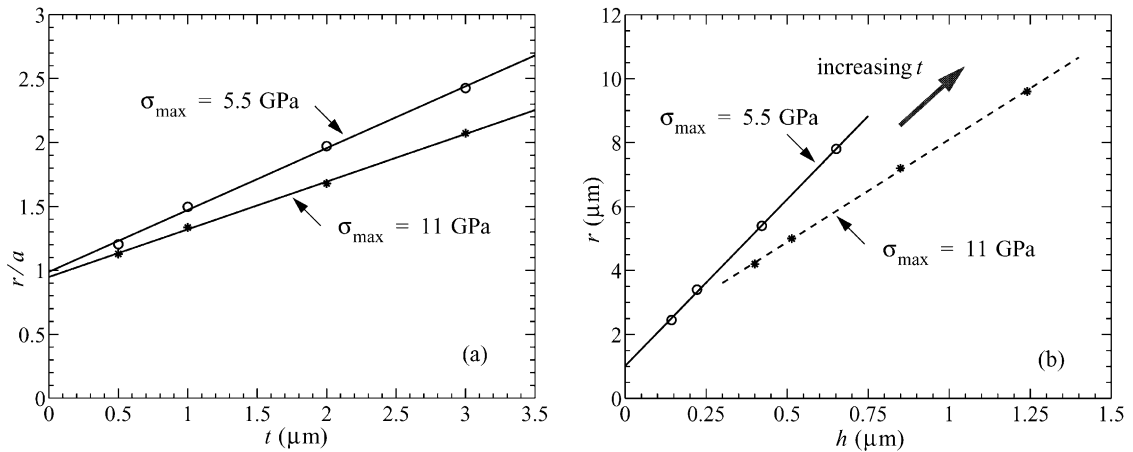 3
2.5
2
1.5
1
0.5
0
r/a
σmax = 5.5 GPa
σmax = 11 GPa
(a)
0 0.5 1 1.5 2 2.5 3 3.5
t (μm)
12
10
8
6
4
2
0
r (μm)
increasing t
σmax = 5.5 GPa
σmax = 11 GPa
(b)
0 0.25 0.5 0.75 1 1.25 1.5
h (μm)